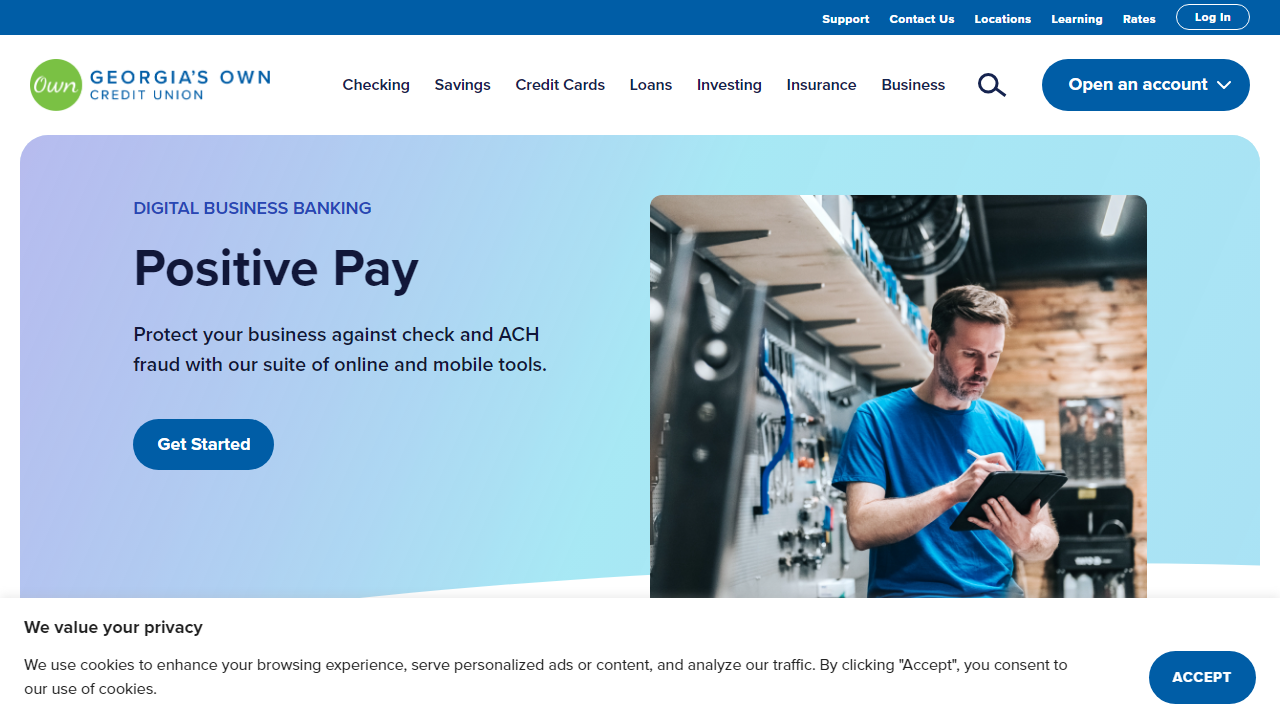 Support Contact Us Locations Learning Rates Log In
Own GEORGIA'S OWN
CREDIT UNION
Checking Savings Credit Cards Loans Investing Insurance Business Open an account
DIGITAL BUSINESS BANKING
Positive Pay
Protect your business against check and ACH
fraud with our suite of online and mobile tools.
Get Started
We value your privacy
We use cookies to enhance your browsing experience, serve personalized ads or content, and analyze our traffic. By clicking "Accept", you consent to
our use of cookies.
ACCEPT